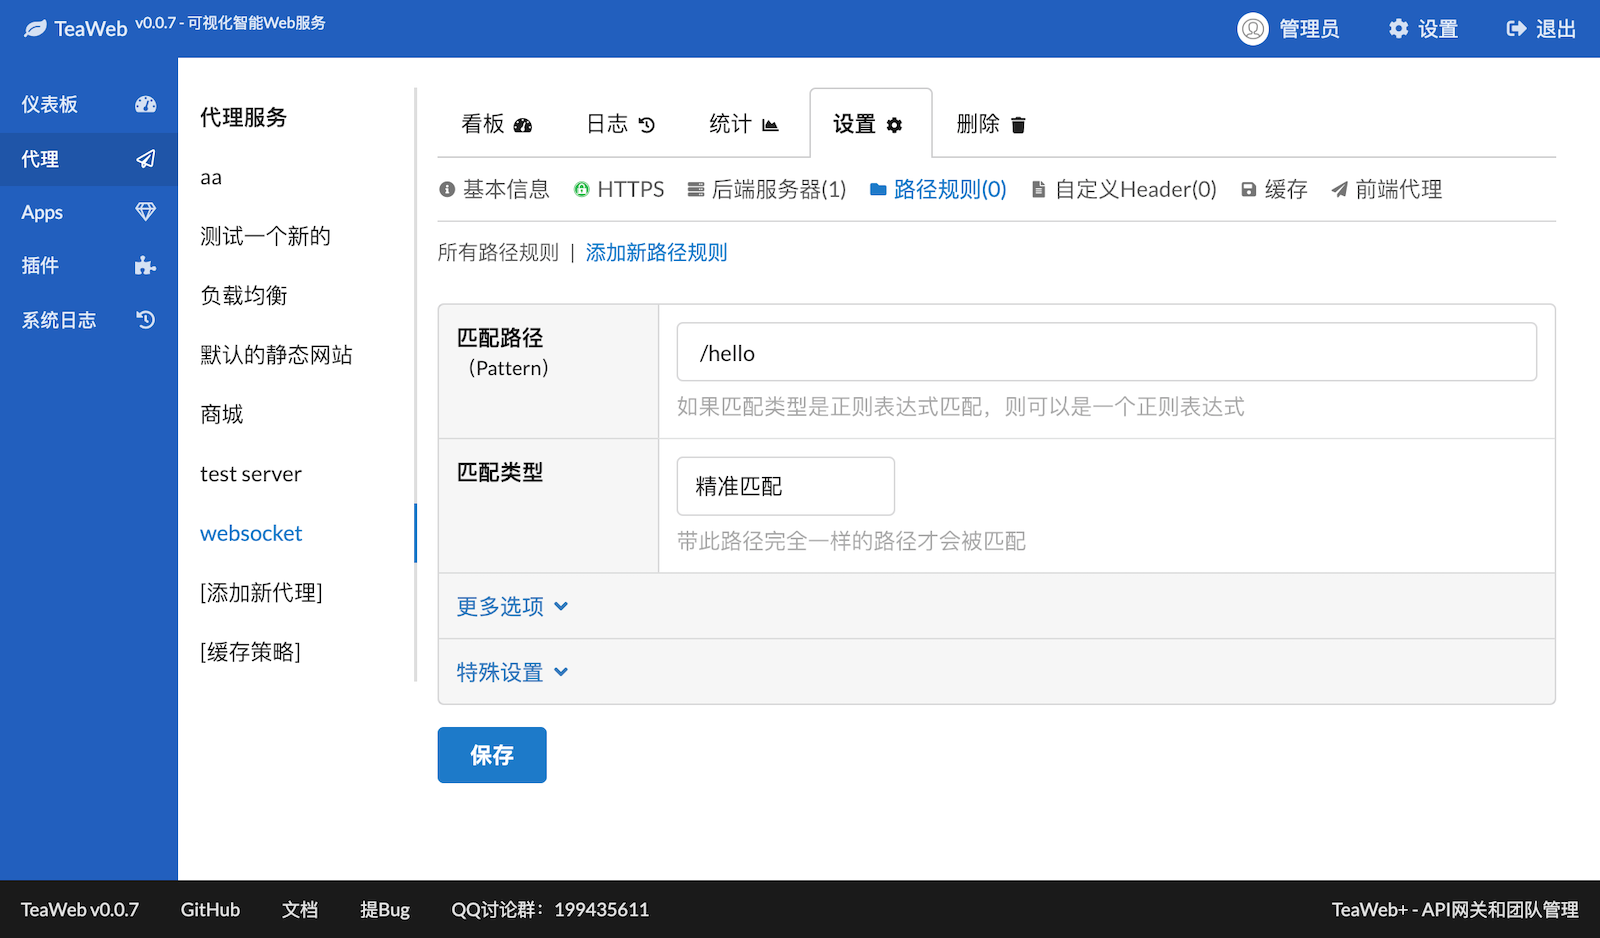 TeaWeb v0.0.7 - 可视化智能Web服务
管理员 设置 退出
仪表板
代理
Apps
插件
系统日志
代理服务
aa
测试一个新的
负载均衡
默认的静态网站
商城
test server
websocket
[添加新代理]
[缓存策略]
看板 日志 统计 设置 删除
基本信息 HTTPS 后端服务器(1) 路径规则(0) 自定义Header(0) 缓存 前端代理
所有路径规则 | 添加新路径规则
匹配路径
（Pattern）
/hello
如果匹配类型是正则表达式匹配，则可以是一个正则表达式
匹配类型
精准匹配
带此路径完全一样的路径才会被匹配
更多选项
特殊设置
保存
TeaWeb v0.0.7 GitHub 文档 提Bug QQ讨论群：199435611 TeaWeb+ - API网关和团队管理